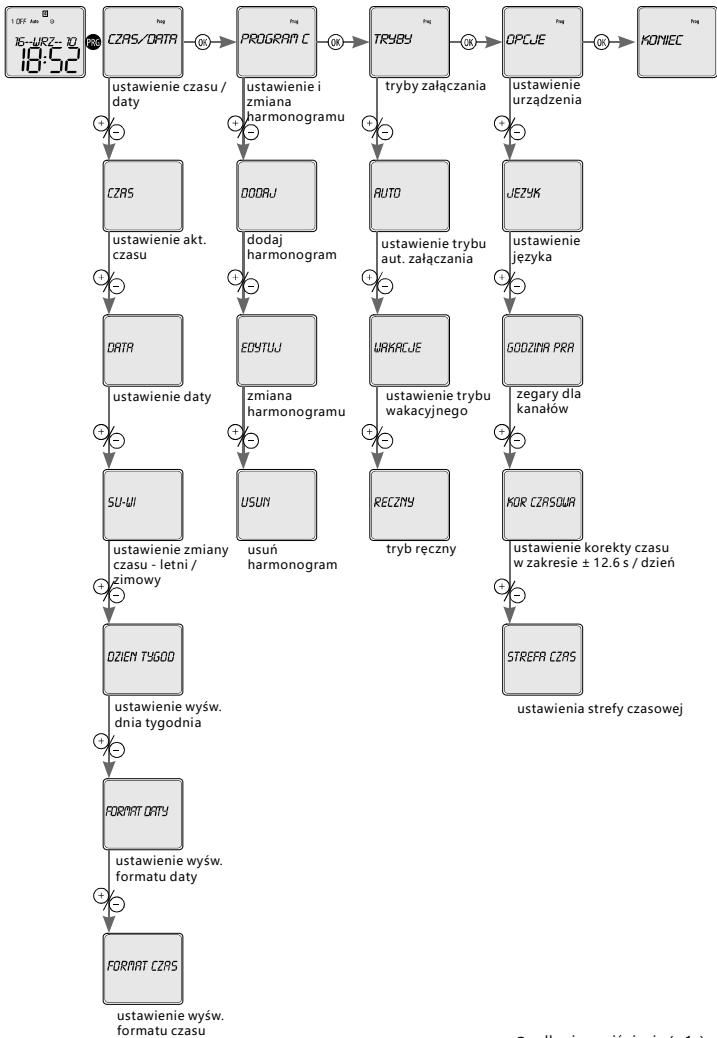 1 OFF Auto
16--WRZ-- 10
18:52
PRG
Prog
CZAS/DATA
OK
Prog
PROGRAM C
OK
Prog
TRYBY
OK
Prog
OPCJE
OK
Prog
KONIEC
ustawienie czasu /
daty
ustawienie i
zmiana
harmonogramu
tryby załączania
ustawienie
urządzenia
+
−
+
−
+
−
+
−
CZAS
DODAJ
AUTO
JEZYK
ustawienie akt.
czasu
dodaj
harmonogram
ustawienie trybu
aut. załączania
ustawienie
języka
+
−
+
−
+
−
+
−
DATA
EDYTUJ
WAKACJE
GODZINA PRA
ustawienie daty
zmiana
harmonogramu
ustawienie trybu
wakacyjnego
zegary dla
kanałów
+
−
+
−
+
−
+
−
SU-WI
USUN
RECZNY
KOR CZASOWA
ustawienie zmiany
czasu - letni /
zimowy
usuń
harmonogram
tryb ręczny
ustawienie korekty czasu
w zakresie ± 12.6 s / dzień
+
−
+
−
DZIEN TYGOD
STREFA CZAS
ustawienie wyśw.
dnia tygodnia
ustawienia strefy czasowej
+
−
FORMAT DATY
ustawienie wyśw.
formatu daty
+
−
FORMAT CZAS
ustawienie wyśw.
formatu czasu